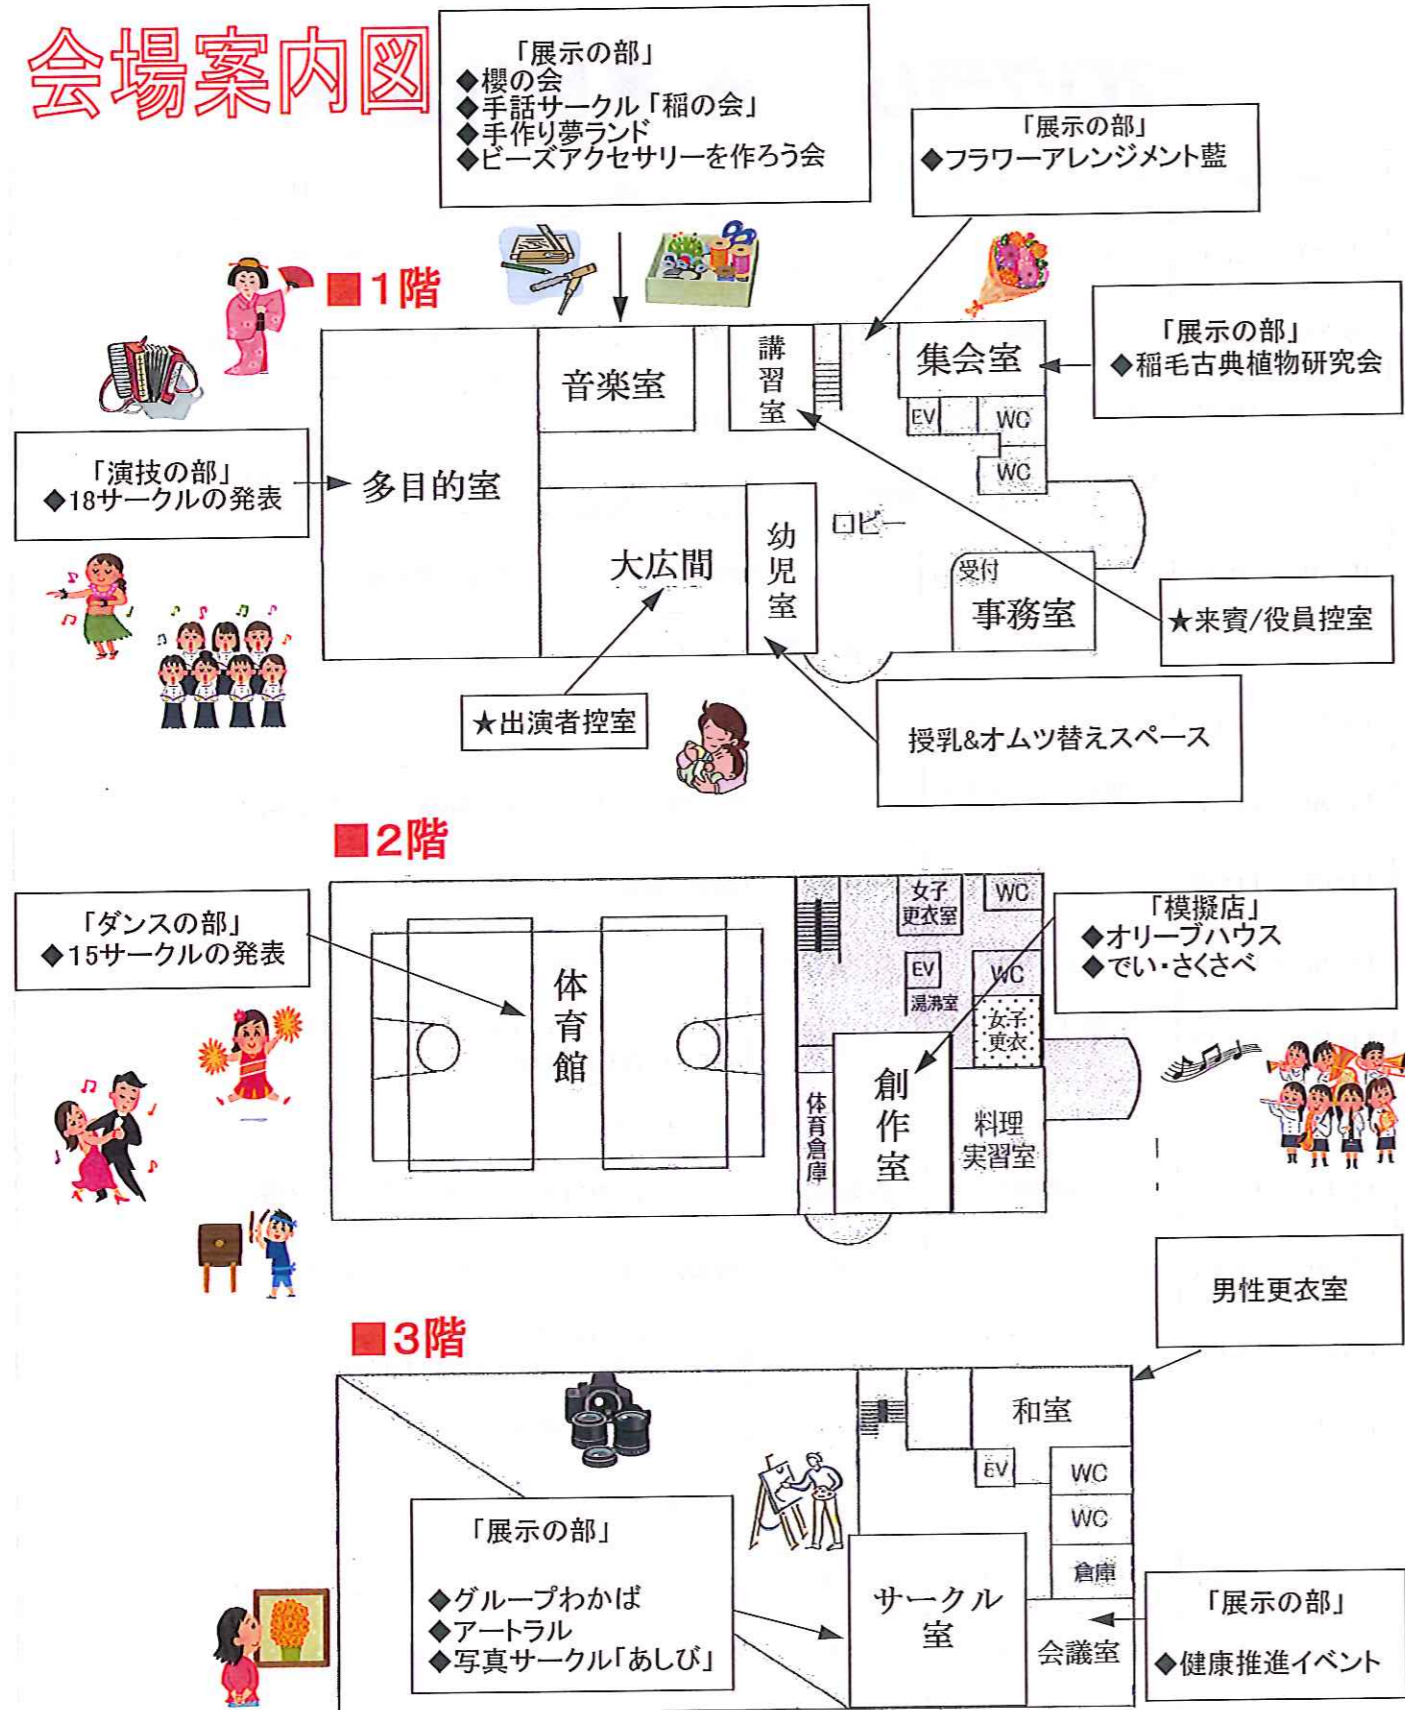 会場案内図
「展示の部」
◆櫻の会
◆手話サークル「稲の会」
◆手作り夢ランド
◆ビーズアクセサリーを作ろう会
「展示の部」
◆フラワーアレンジメント藍
■1階
「展示の部」
◆稲毛古典植物研究会
音楽室
講習室
集会室
EV
WC
WC
「演技の部」
◆18サークルの発表
多目的室
大広間
幼児室
ロビー
受付
事務室
★来賓/役員控室
★出演者控室
授乳&オムツ替えスペース
■2階
「ダンスの部」
◆15サークルの発表
体育館
女子
更衣室
WC
EV
WC
湯沸室
女子
更衣
「模擬店」
◆オリーブハウス
◆でい・さくさべ
体育倉庫
創作室
料理
実習室
男性更衣室
■3階
和室
EV
WC
WC
倉庫
「展示の部」
◆グループわかば
◆アートラル
◆写真サークル「あしび」
サークル
室
会議室
「展示の部」
◆健康推進イベント